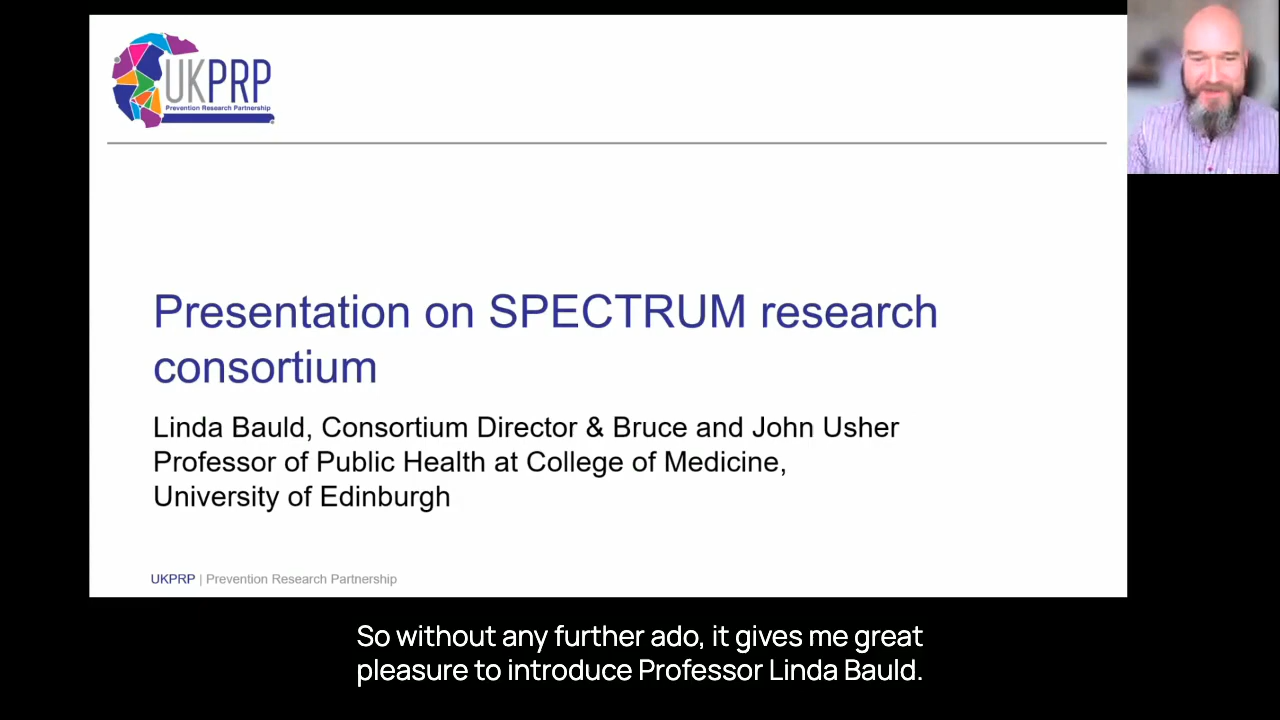 UKPRP
Prevention Research Partnership
Presentation on SPECTRUM research
consortium
Linda Bauld, Consortium Director & Bruce and John Usher
Professor of Public Health at College of Medicine,
University of Edinburgh
UKPRP | Prevention Research Partnership
So without any further ado, it gives me great
pleasure to introduce Professor Linda Bauld.